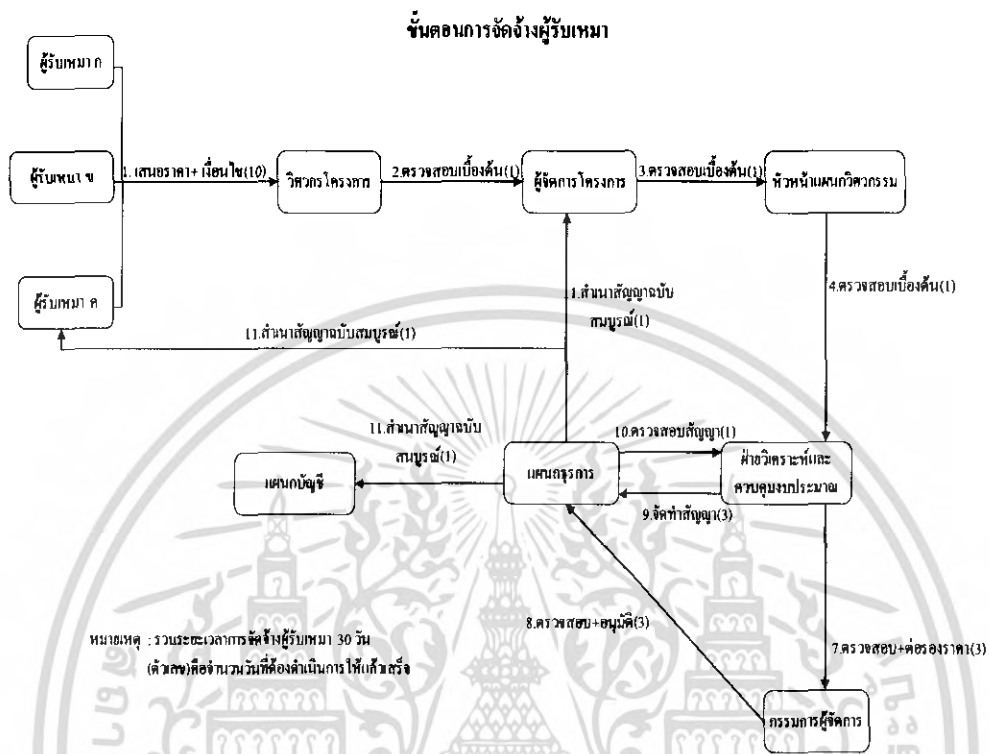 ขั้นตอนการจัดจ้างผู้รับเหมา
ผู้รับเหมา ก
ผู้รับเหมา ข
1. เสนอราคา+ เงื่อนไข(10)
วิศวกรโครงการ
2.ตรวจสอบเบื้องต้น(1)
ผู้จัดการโครงการ
3.ตรวจสอบเบื้องต้น(1)
หัวหน้าแผนกวิศวกรรม
ผู้รับเหมา ค
4.ตรวจสอบเบื้องต้น(1)
1.สำเนาสัญญาฉบับ
สมบูรณ์(1)
11.สำเนาสัญญาฉบับสมบูรณ์(1)
11.สำเนาสัญญาฉบับ
สมบูรณ์(1)
แผนกบัญชี
แผนกธุรการ
10.ตรวจสอบสัญญา(1)
ฝ่ายวิเคราะห์และ
ควบคุมงบประมาณ
9.จัดทำสัญญา(3)
8.ตรวจสอบ+อนุมัติ(3)
7.ตรวจสอบ+ต่อรองราคา(3)
กรรมการผู้จัดการ
หมายเหตุ : รวมระยะเวลาการจัดจ้างผู้รับเหมา 30 วัน
(ตัวเลข)คือจำนวนวันที่ต้องดำเนินการให้แล้วเสร็จ